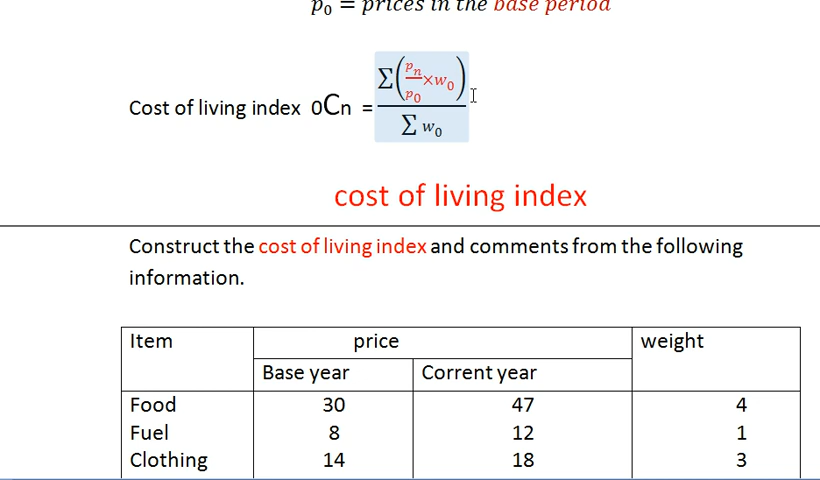 p₀ = prices in the base period
Cost of living index 0Cn = ∑(pₙ/p₀ × w₀) / ∑ w₀
cost of living index
Construct the cost of living index and comments from the following
information.
Item price weight
Base year Corrent year
Food 30 47 4
Fuel 8 12 1
Clothing 14 18 3